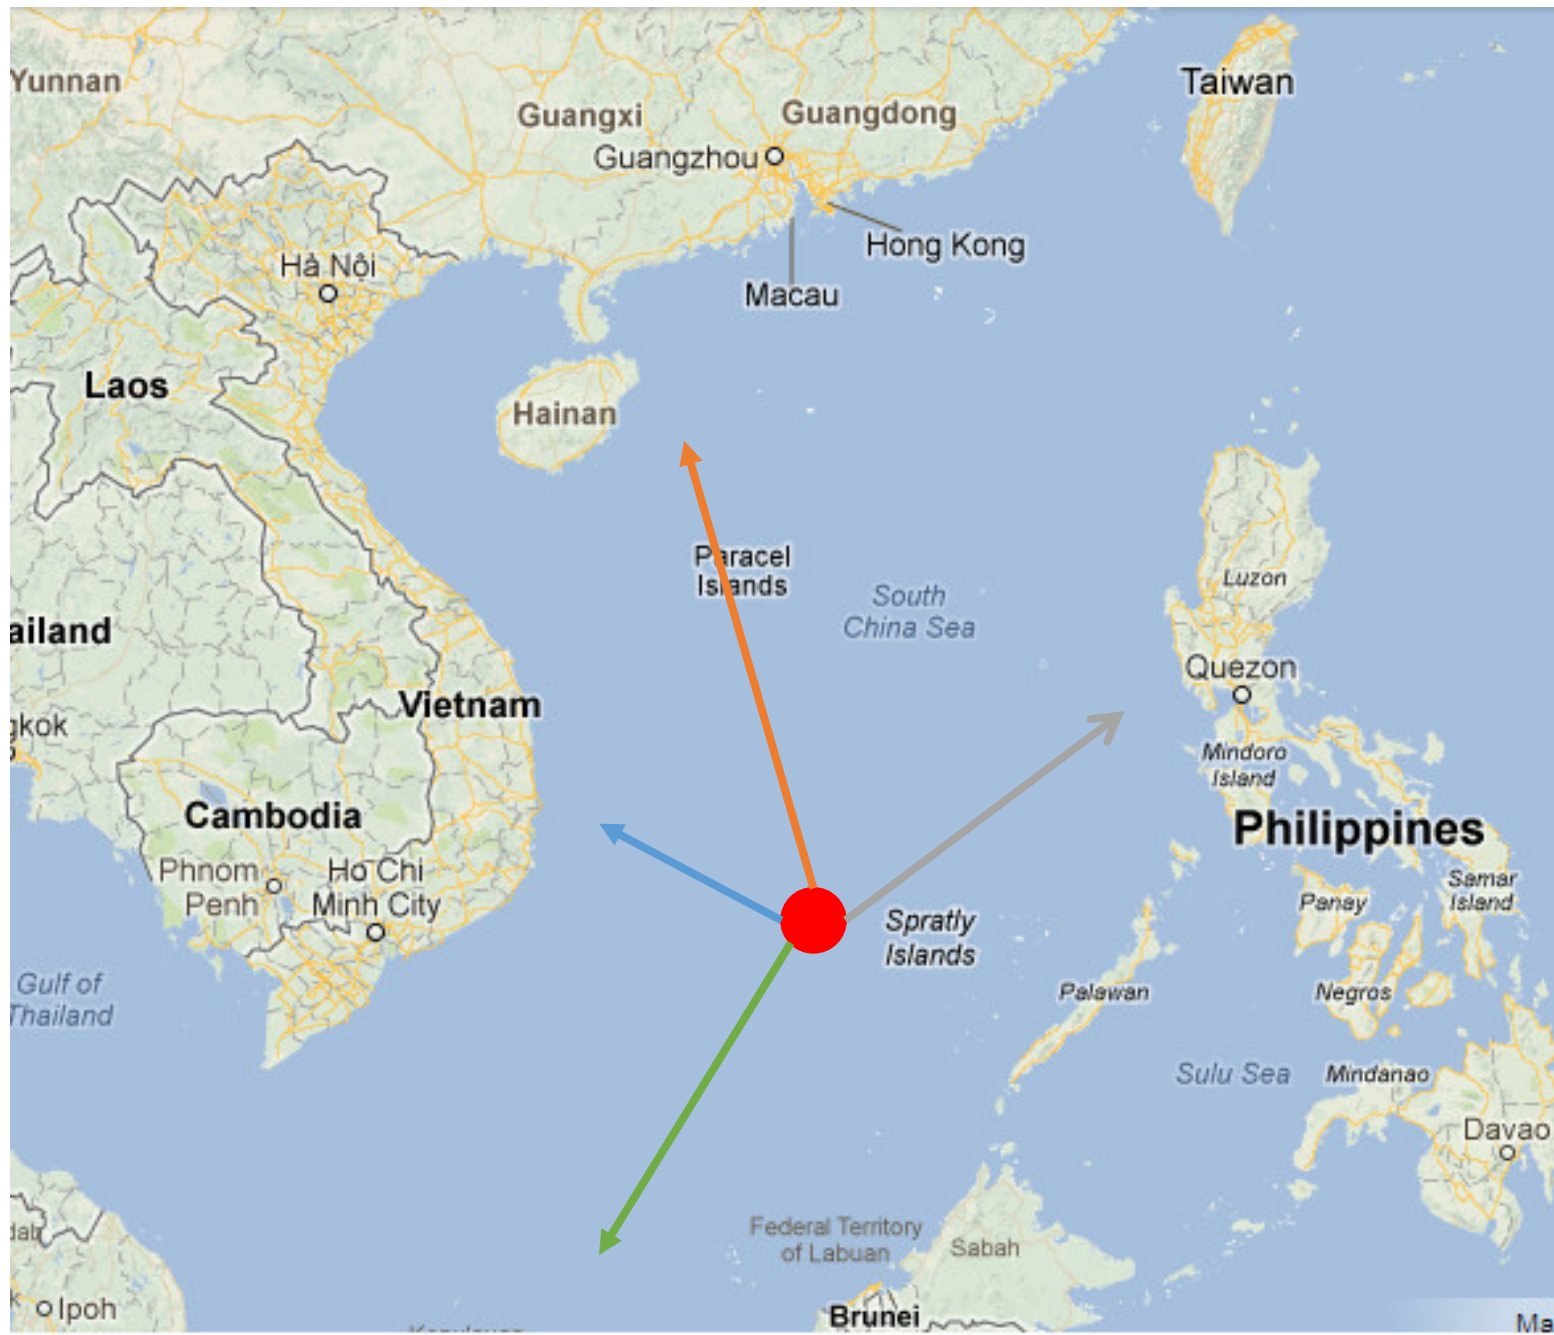 Yunnan
Taiwan
Guangxi
Guangdong
Guangzhou
Hong Kong
Hà Nội
Macau
Laos
Hainan
Paracel
Islands
South
China Sea
Luzon
ailand
Quezon
Vietnam
gkok
Mindoro
Island
Cambodia
Philippines
Phnom
Penh
Ho Chi
Minh City
Samar
Island
Panay
Spratly
Islands
Gulf of
Thailand
Palawan
Negros
Sulu Sea
Mindanao
Davao
Federal Territory
of Labuan
Sabah
Ipoh
Brunei
Ma